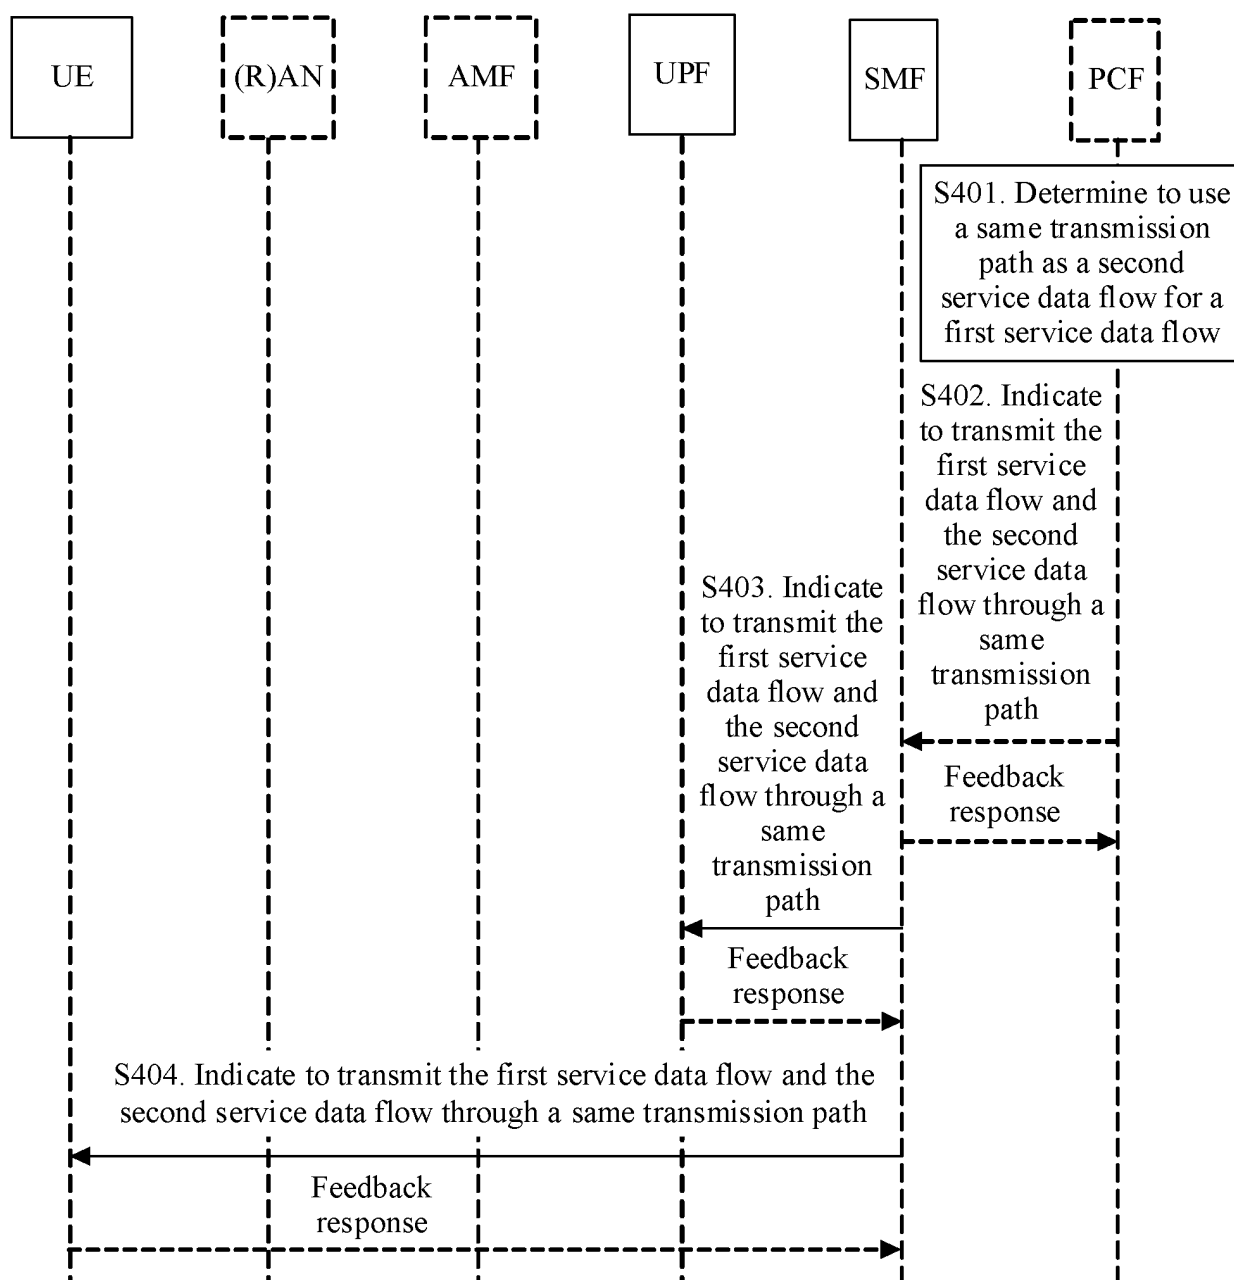 UE
(R)AN
AMF
UPF
SMF
PCF
S401. Determine to use
a same transmission
path as a second
service data flow for a
first service data flow
S402. Indicate
to transmit the
first service
data flow and
the second
service data
flow through a
same
transmission
path
Feedback
response
S403. Indicate
to transmit the
first service
data flow and
the second
service data
flow through a
same
transmission
path
Feedback
response
S404. Indicate to transmit the first service data flow and the
second service data flow through a same transmission path
Feedback
response